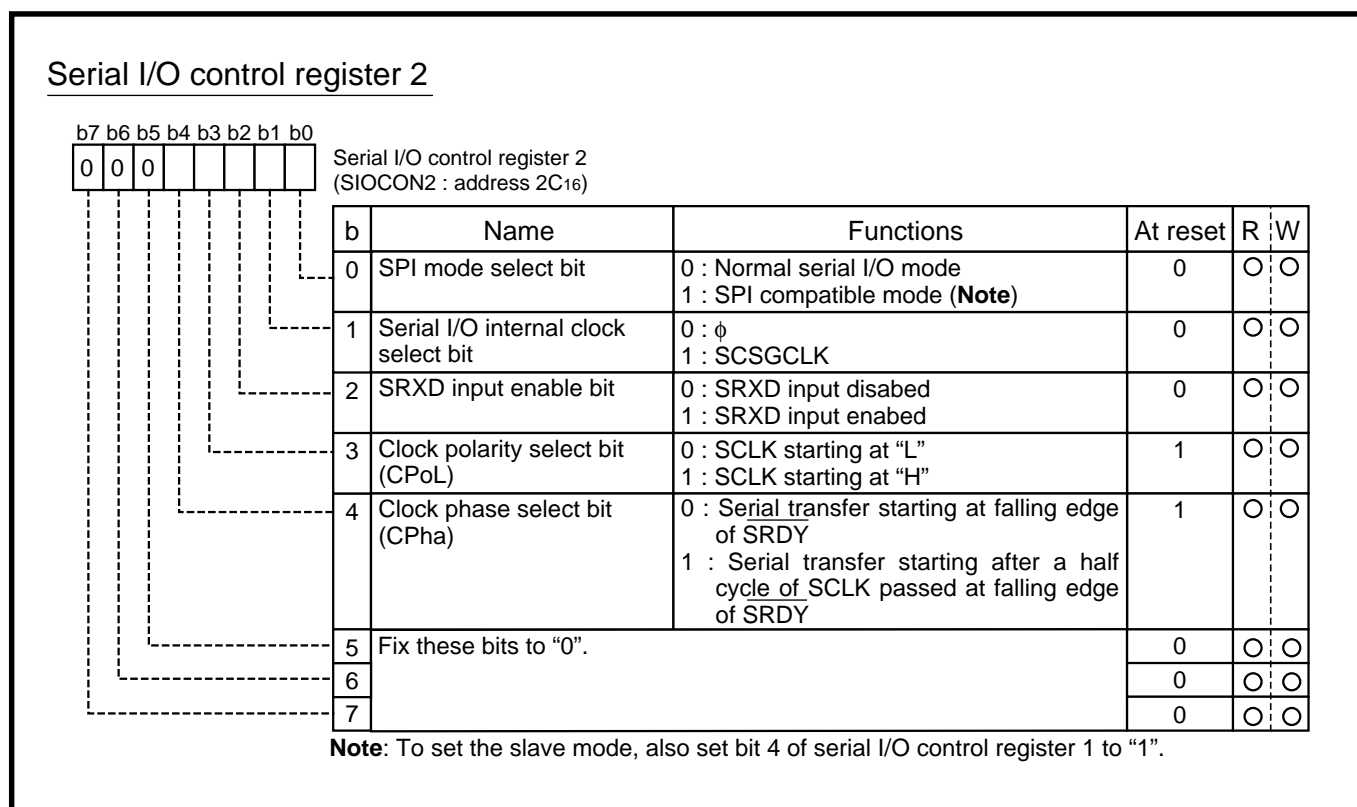 Serial I/O control register 2
b7 b6 b5 b4 b3 b2 b1 b0
0 0 0
Serial I/O control register 2
(SIOCON2 : address 2C16)
b Name Functions At reset R W
0 SPI mode select bit 0 : Normal serial I/O mode 0
1 : SPI compatible mode (Note)
1 Serial I/O internal clock 0 : ϕ 0
select bit 1 : SCSGCLK
2 SRXD input enable bit 0 : SRXD input disabed 0
1 : SRXD input enabed
3 Clock polarity select bit 0 : SCLK starting at “L” 1
(CPoL) 1 : SCLK starting at “H”
4 Clock phase select bit 0 : Serial transfer starting at falling edge 1
(CPha) of SRDY
1 : Serial transfer starting after a half
cycle of SCLK passed at falling edge
of SRDY
5 Fix these bits to “0”. 0
6 0
7 0
Note: To set the slave mode, also set bit 4 of serial I/O control register 1 to “1”.